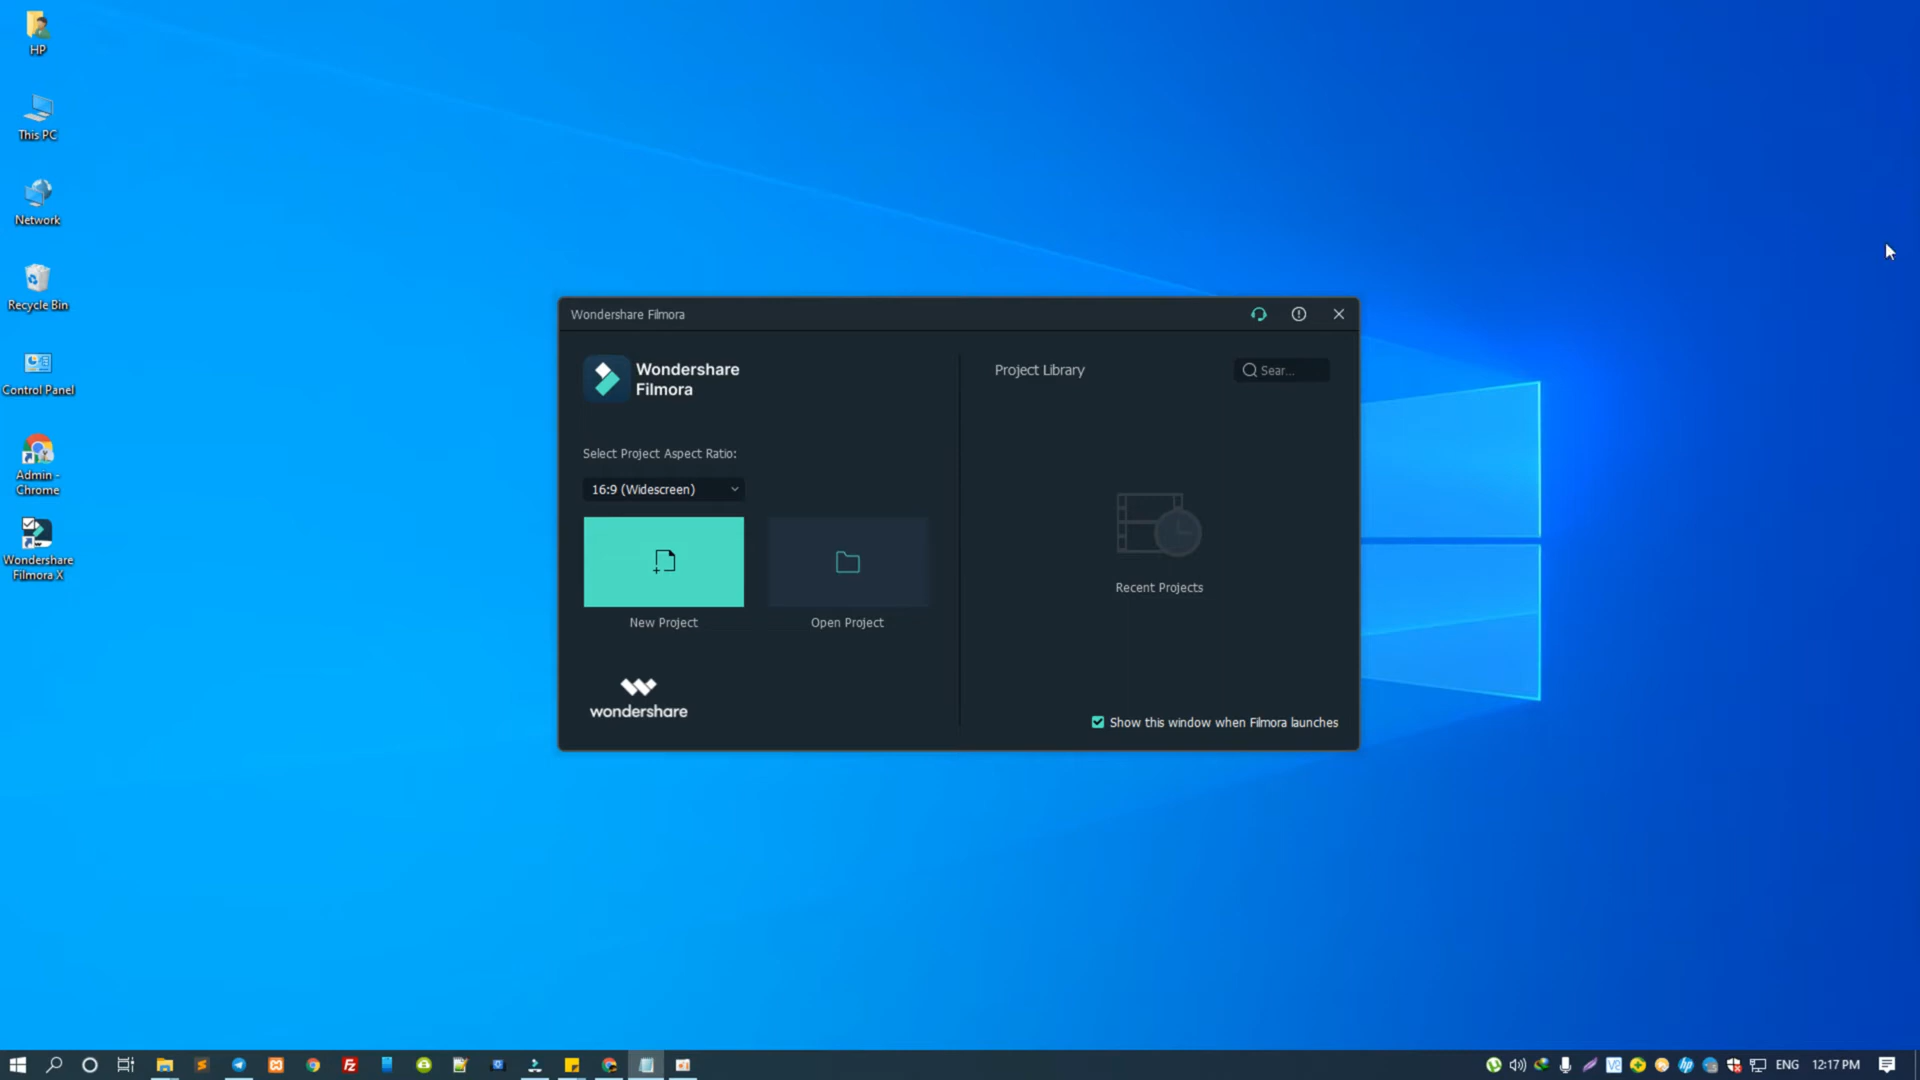 HP
This PC
Network
Recycle Bin
Control Panel
Admin -
Chrome
Wondershare
Filmora X
Wondershare Filmora
Wondershare
Filmora
Select Project Aspect Ratio:
16:9 (Widescreen)
New Project
Open Project
wondershare
Project Library
Sear...
Recent Projects
Show this window when Filmora launches
ENG
12:17 PM